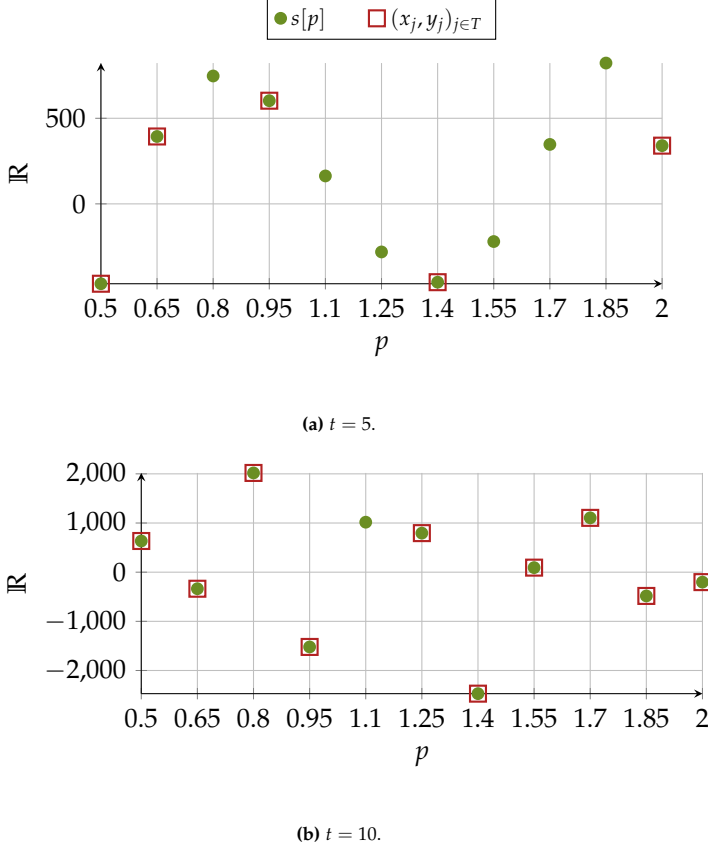 s[p] (x_j, y_j)_{j∈T}
500
0
ℝ
0.5 0.65 0.8 0.95 1.1 1.25 1.4 1.55 1.7 1.85 2
p
(a) t = 5.
2,000
1,000
0
−1,000
−2,000
ℝ
0.5 0.65 0.8 0.95 1.1 1.25 1.4 1.55 1.7 1.85 2
p
(b) t = 10.